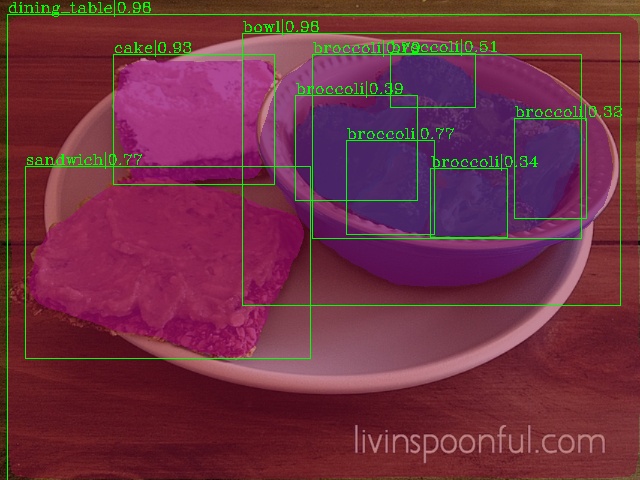 dining_table|0.96
bowl|0.96
cake|0.93
broccoli|0.51
broccoli|0.39
broccoli|0.32
broccoli|0.77
sandwich|0.77
broccoli|0.34
livinspoonful.com